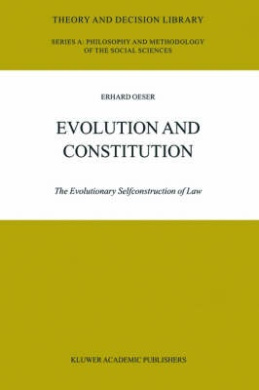 THEORY AND DECISION LIBRARY
SERIES A: PHILOSOPHY AND METHODOLOGY
OF THE SOCIAL SCIENCES
ERHARD OESER
EVOLUTION AND
CONSTITUTION
The Evolutionary Selfconstruction of Law
KLUWER ACADEMIC PUBLISHERS